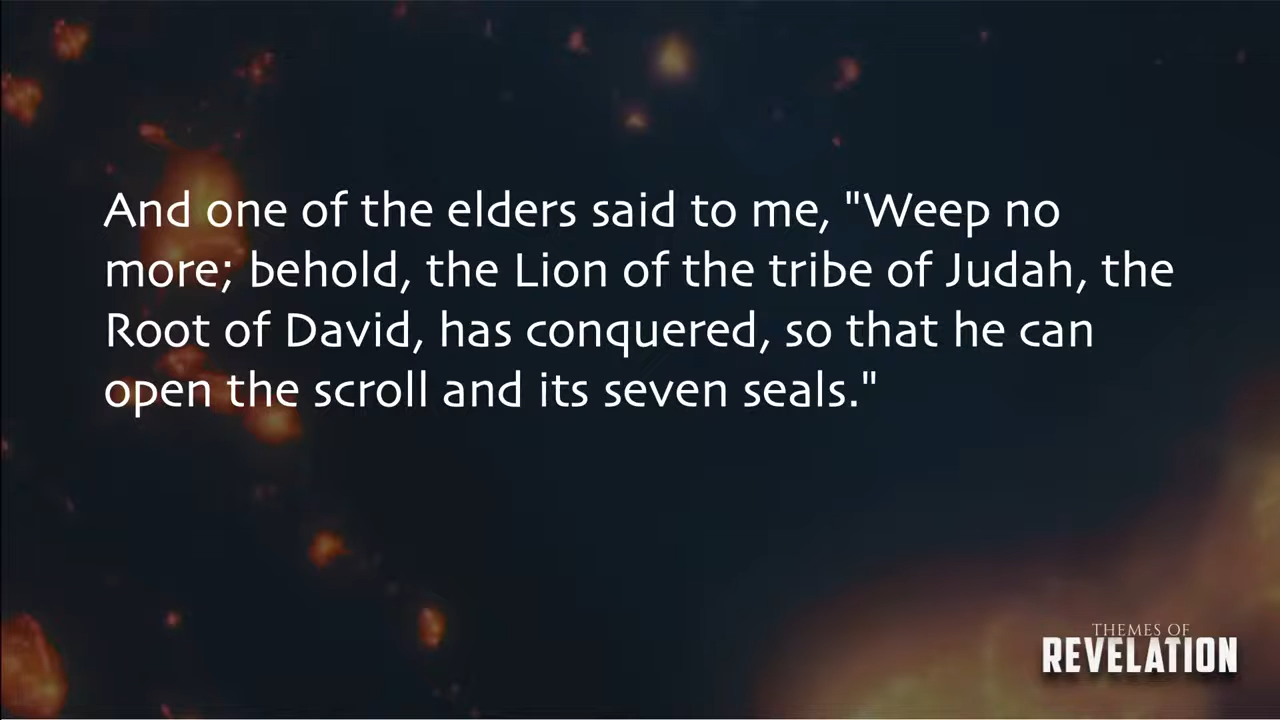 And one of the elders said to me, "Weep no
more; behold, the Lion of the tribe of Judah, the
Root of David, has conquered, so that he can
open the scroll and its seven seals."
THEMES OF
REVELATION